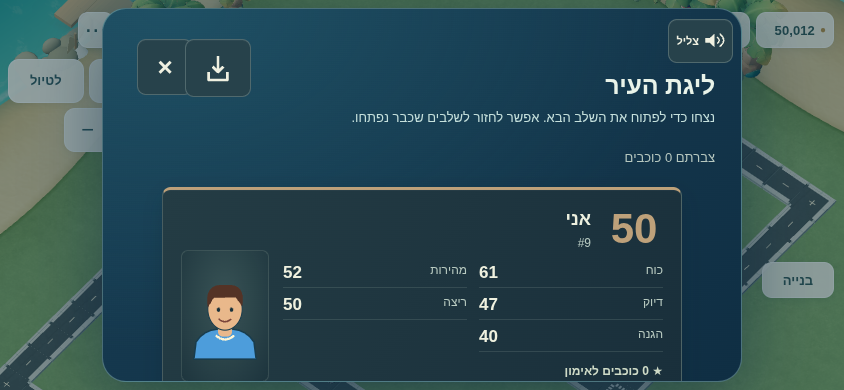 50,012
צליל
לטיול
ליגת העיר
נצחו כדי לפתוח את השלב הבא. אפשר לחזור לשלבים שכבר נפתחו.
צברתם 0 כוכבים
50
אני
#9
כוח 61
מהירות 52
דיוק 47
ריצה 50
הגנה 40
★ 0 כוכבים לאימון
בנייה